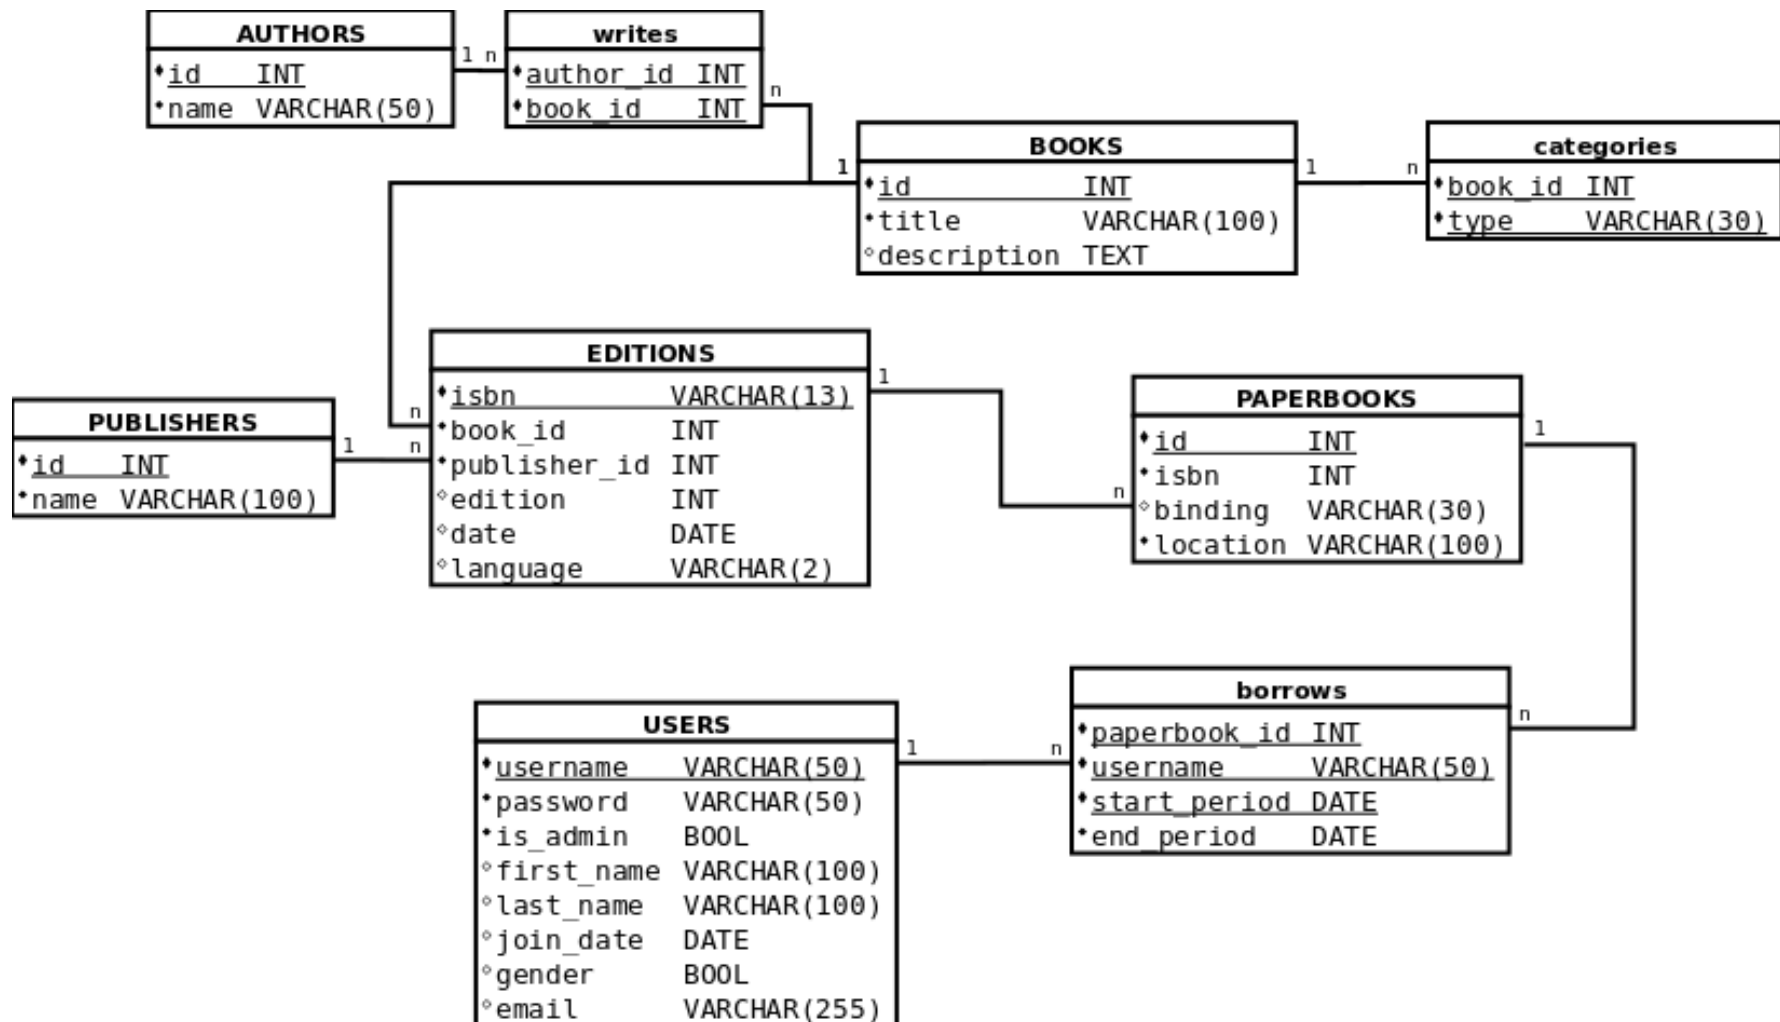 AUTHORS
id INT
name VARCHAR(50)
1 n
writes
author_id INT
book_id INT
n
1
BOOKS
id INT
title VARCHAR(100)
description TEXT
1 n
categories
book_id INT
type VARCHAR(30)
PUBLISHERS
id INT
name VARCHAR(100)
1 n
n
EDITIONS
isbn VARCHAR(13)
book_id INT
publisher_id INT
edition INT
date DATE
language VARCHAR(2)
1
n
PAPERBOOKS
id INT
isbn INT
binding VARCHAR(30)
location VARCHAR(100)
1
n
USERS
username VARCHAR(50)
password VARCHAR(50)
is_admin BOOL
first_name VARCHAR(100)
last_name VARCHAR(100)
join_date DATE
gender BOOL
email VARCHAR(255)
1 n
borrows
paperbook_id INT
username VARCHAR(50)
start_period DATE
end_period DATE